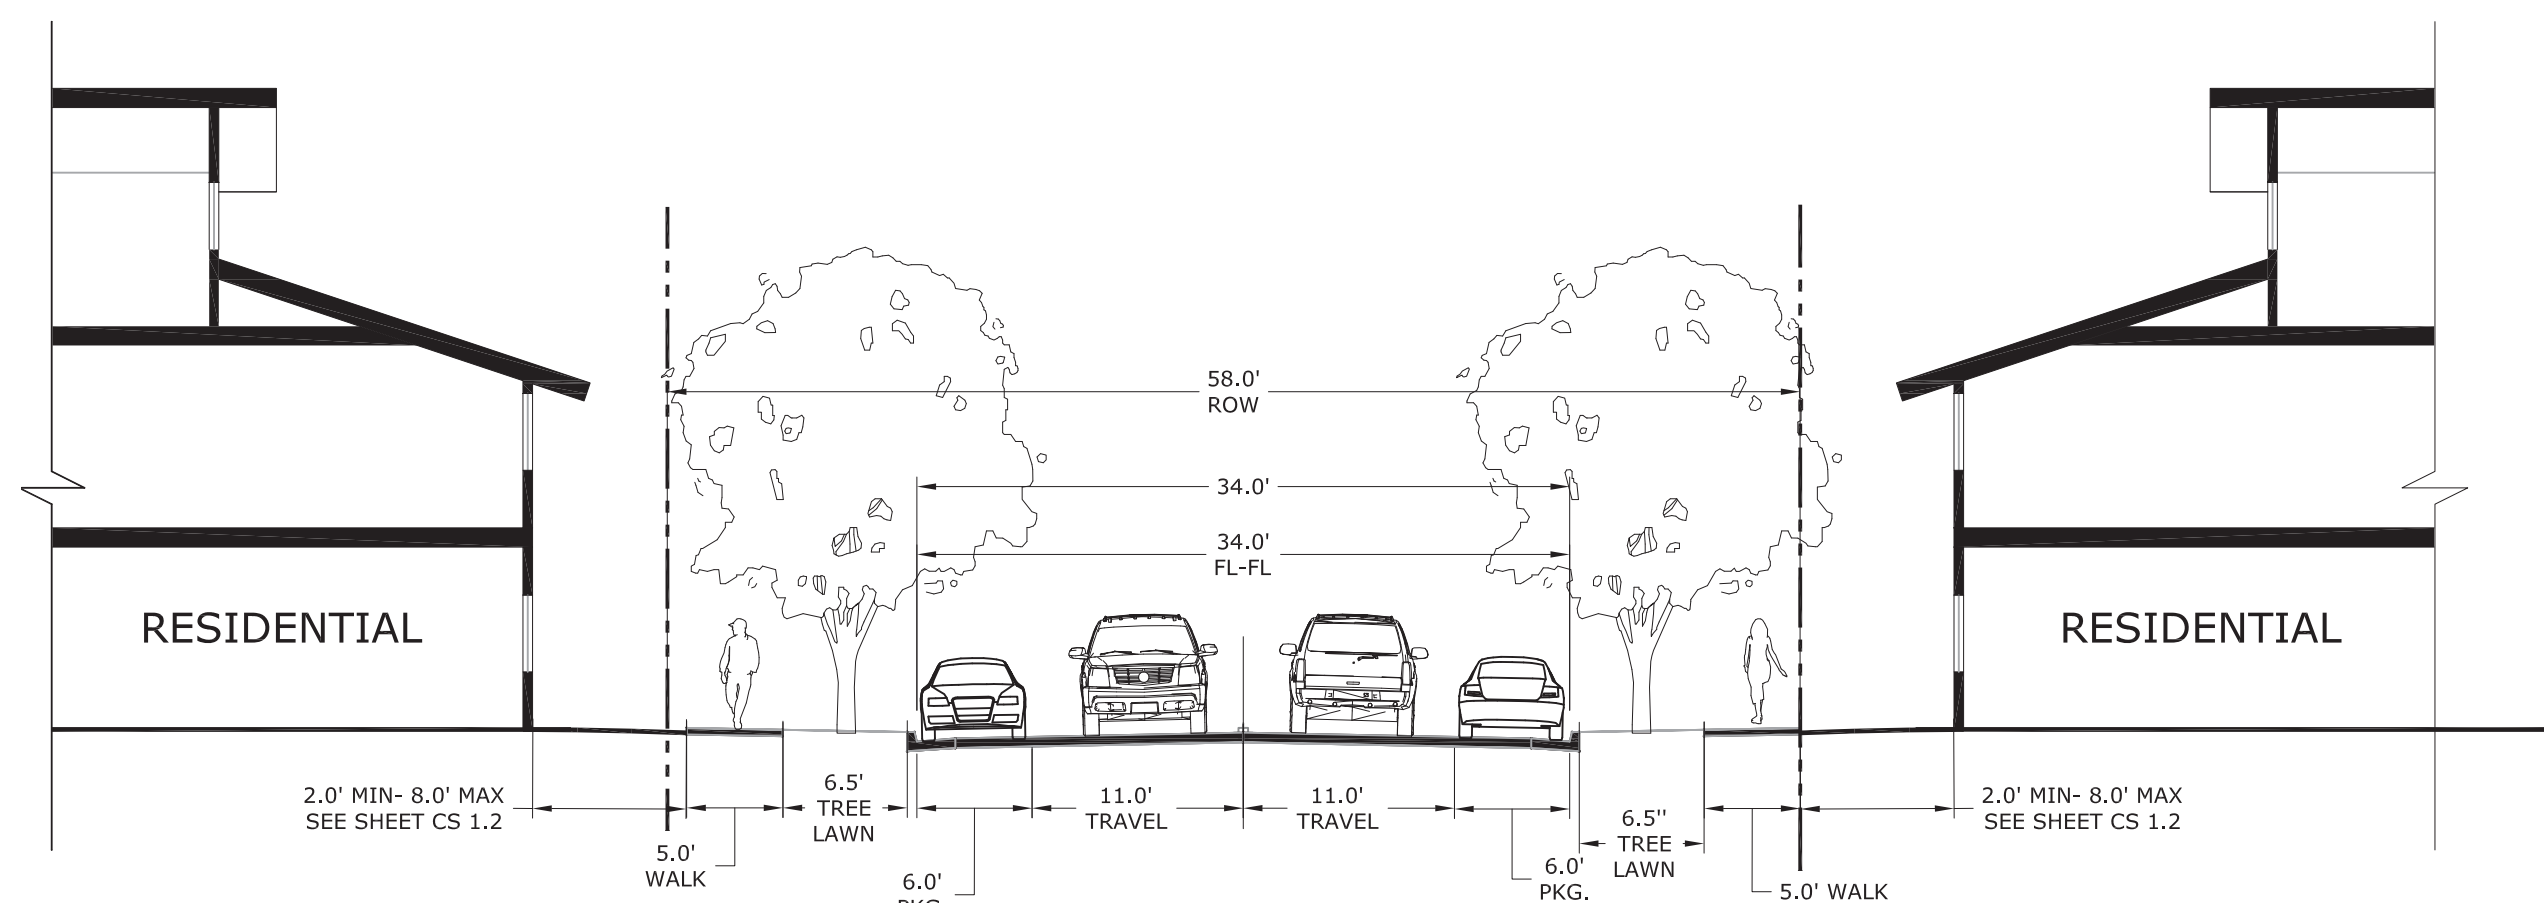 58.0'
ROW
34.0'
34.0'
FL-FL
RESIDENTIAL
RESIDENTIAL
2.0' MIN- 8.0' MAX
SEE SHEET CS 1.2
5.0'
WALK
6.5'
TREE
LAWN
6.0'
PKG.
11.0'
TRAVEL
11.0'
TRAVEL
6.0'
PKG.
6.5''
TREE
LAWN
5.0' WALK
2.0' MIN- 8.0' MAX
SEE SHEET CS 1.2